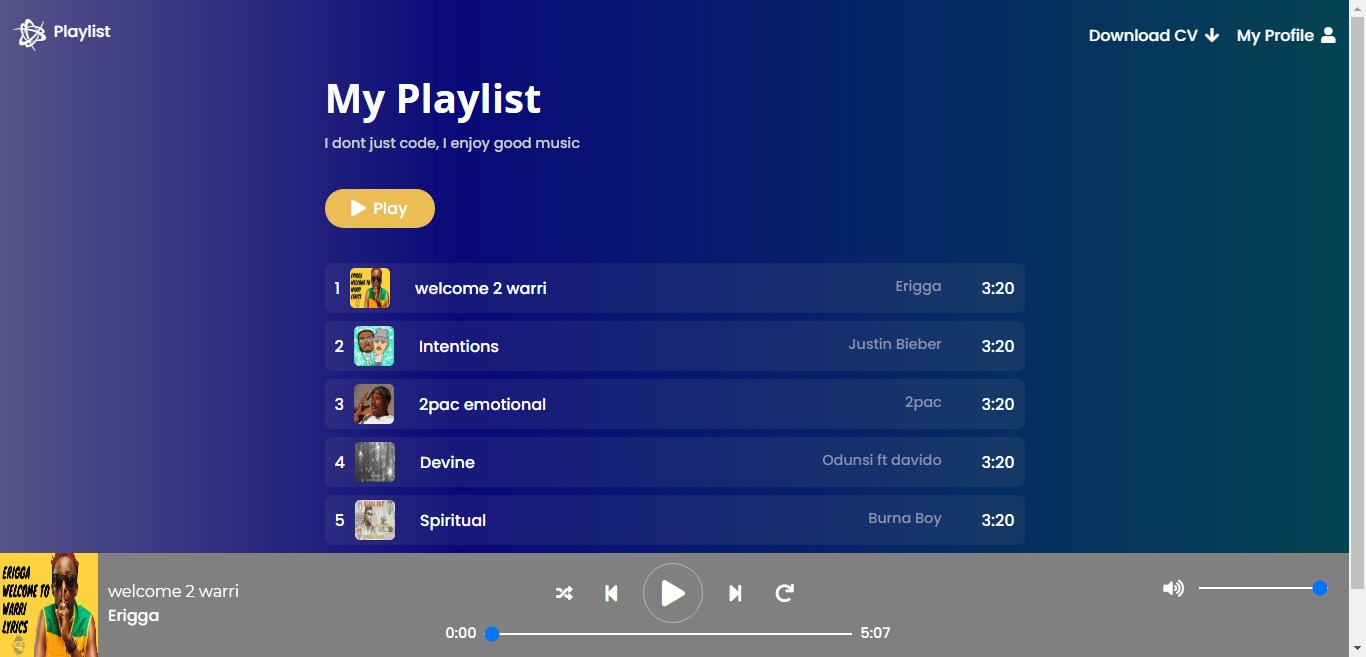 Playlist
Download CV
My Profile
My Playlist
I dont just code, I enjoy good music
Play
1 welcome 2 warri Erigga 3:20
2 Intentions Justin Bieber 3:20
3 2pac emotional 2pac 3:20
4 Devine Odunsi ft davido 3:20
5 Spiritual Burna Boy 3:20
ERIGGA
WELCOME TO
WARRI
LYRICS
welcome 2 warri
Erigga
0:00 5:07